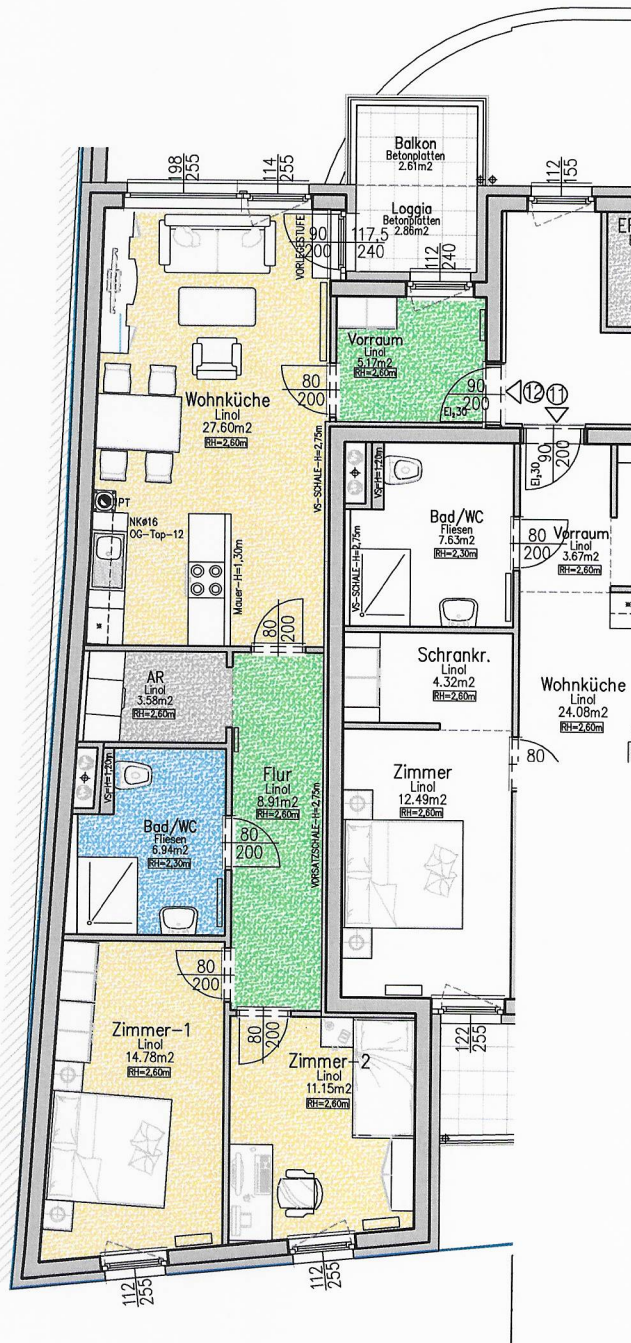 198
255
114
255
Balkon
Betonplatten
2.61m2
Loggia
Betonplatten
2.86m2
112
155
VORLEGESTUFE
90
200
117,5
240
112
240
Vorraum
Linol
5.17m2
RH=2,60m
80
200
90
200
EI₂30
12
11
EI₂30
90
200
Wohnküche
Linol
27.60m2
RH=2,60m
VS-SCHALE-H=2,75m
PT
NKø16
OG-Top-12
Mauer-H=1,30m
80
200
VS-H=1,20m
VS-SCHALE-H=2,75m
Bad/WC
Fliesen
7.63m2
RH=2,30m
80
200
Vorraum
Linol
3.67m2
RH=2,60m
AR
Linol
3.58m2
RH=2,60m
Schrankr.
Linol
4.32m2
RH=2,60m
Wohnküche
Linol
24.08m2
RH=2,60m
80
VS-H=1,20m
Flur
Linol
8.91m2
RH=2,60m
VORSATZSCHALE-H=2,75m
Zimmer
Linol
12.49m2
RH=2,60m
Bad/WC
Fliesen
6.94m2
RH=2,30m
80
200
80
200
Zimmer-1
Linol
14.78m2
RH=2,60m
80
200
Zimmer-2
Linol
11.15m2
RH=2,60m
122
255
112
255
112
255